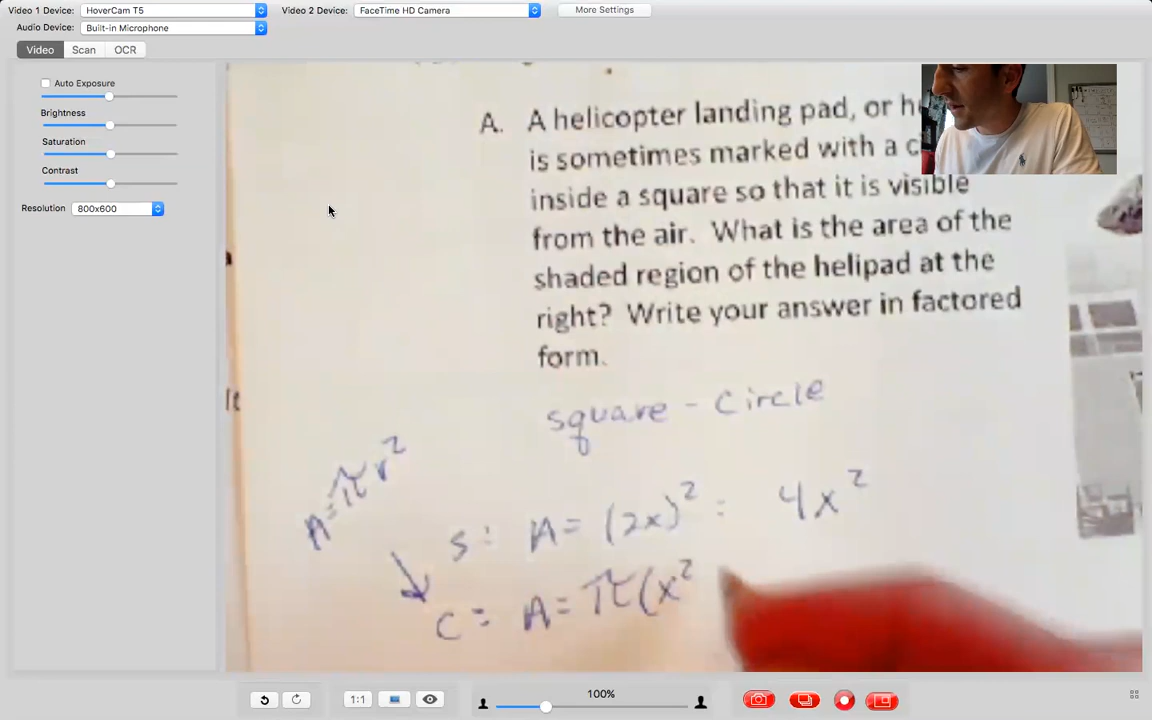 Video 1 Device: HoverCam T5 Video 2 Device: FaceTime HD Camera More Settings
Audio Device: Built-in Microphone
Video Scan OCR
Auto Exposure
Brightness:
Saturation:
Contrast:
Resolution 800x600
A. A helicopter landing pad, or
is sometimes marked with a
inside a square so that it is visible
from the air. What is the area of the
shaded region of the helipad at the
right? Write your answer in factored
form.
square - circle
A=πr²
s: A= (2x)² = 4x²
C: A= π(x²
1:1 100%